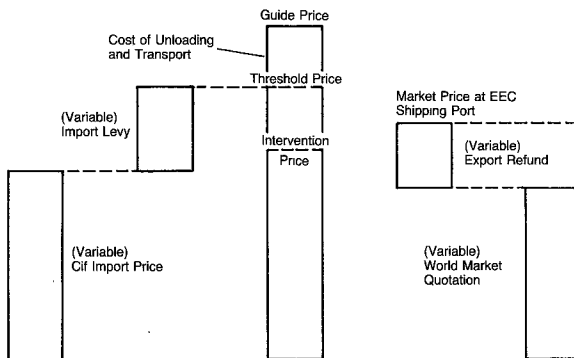 Guide Price
Cost of Unloading
and Transport
Threshold Price
Market Price at EEC
Shipping Port
(Variable)
Import Levy
Intervention
Price
(Variable)
Export Refund
(Variable)
Cif Import Price
(Variable)
World Market
Quotation